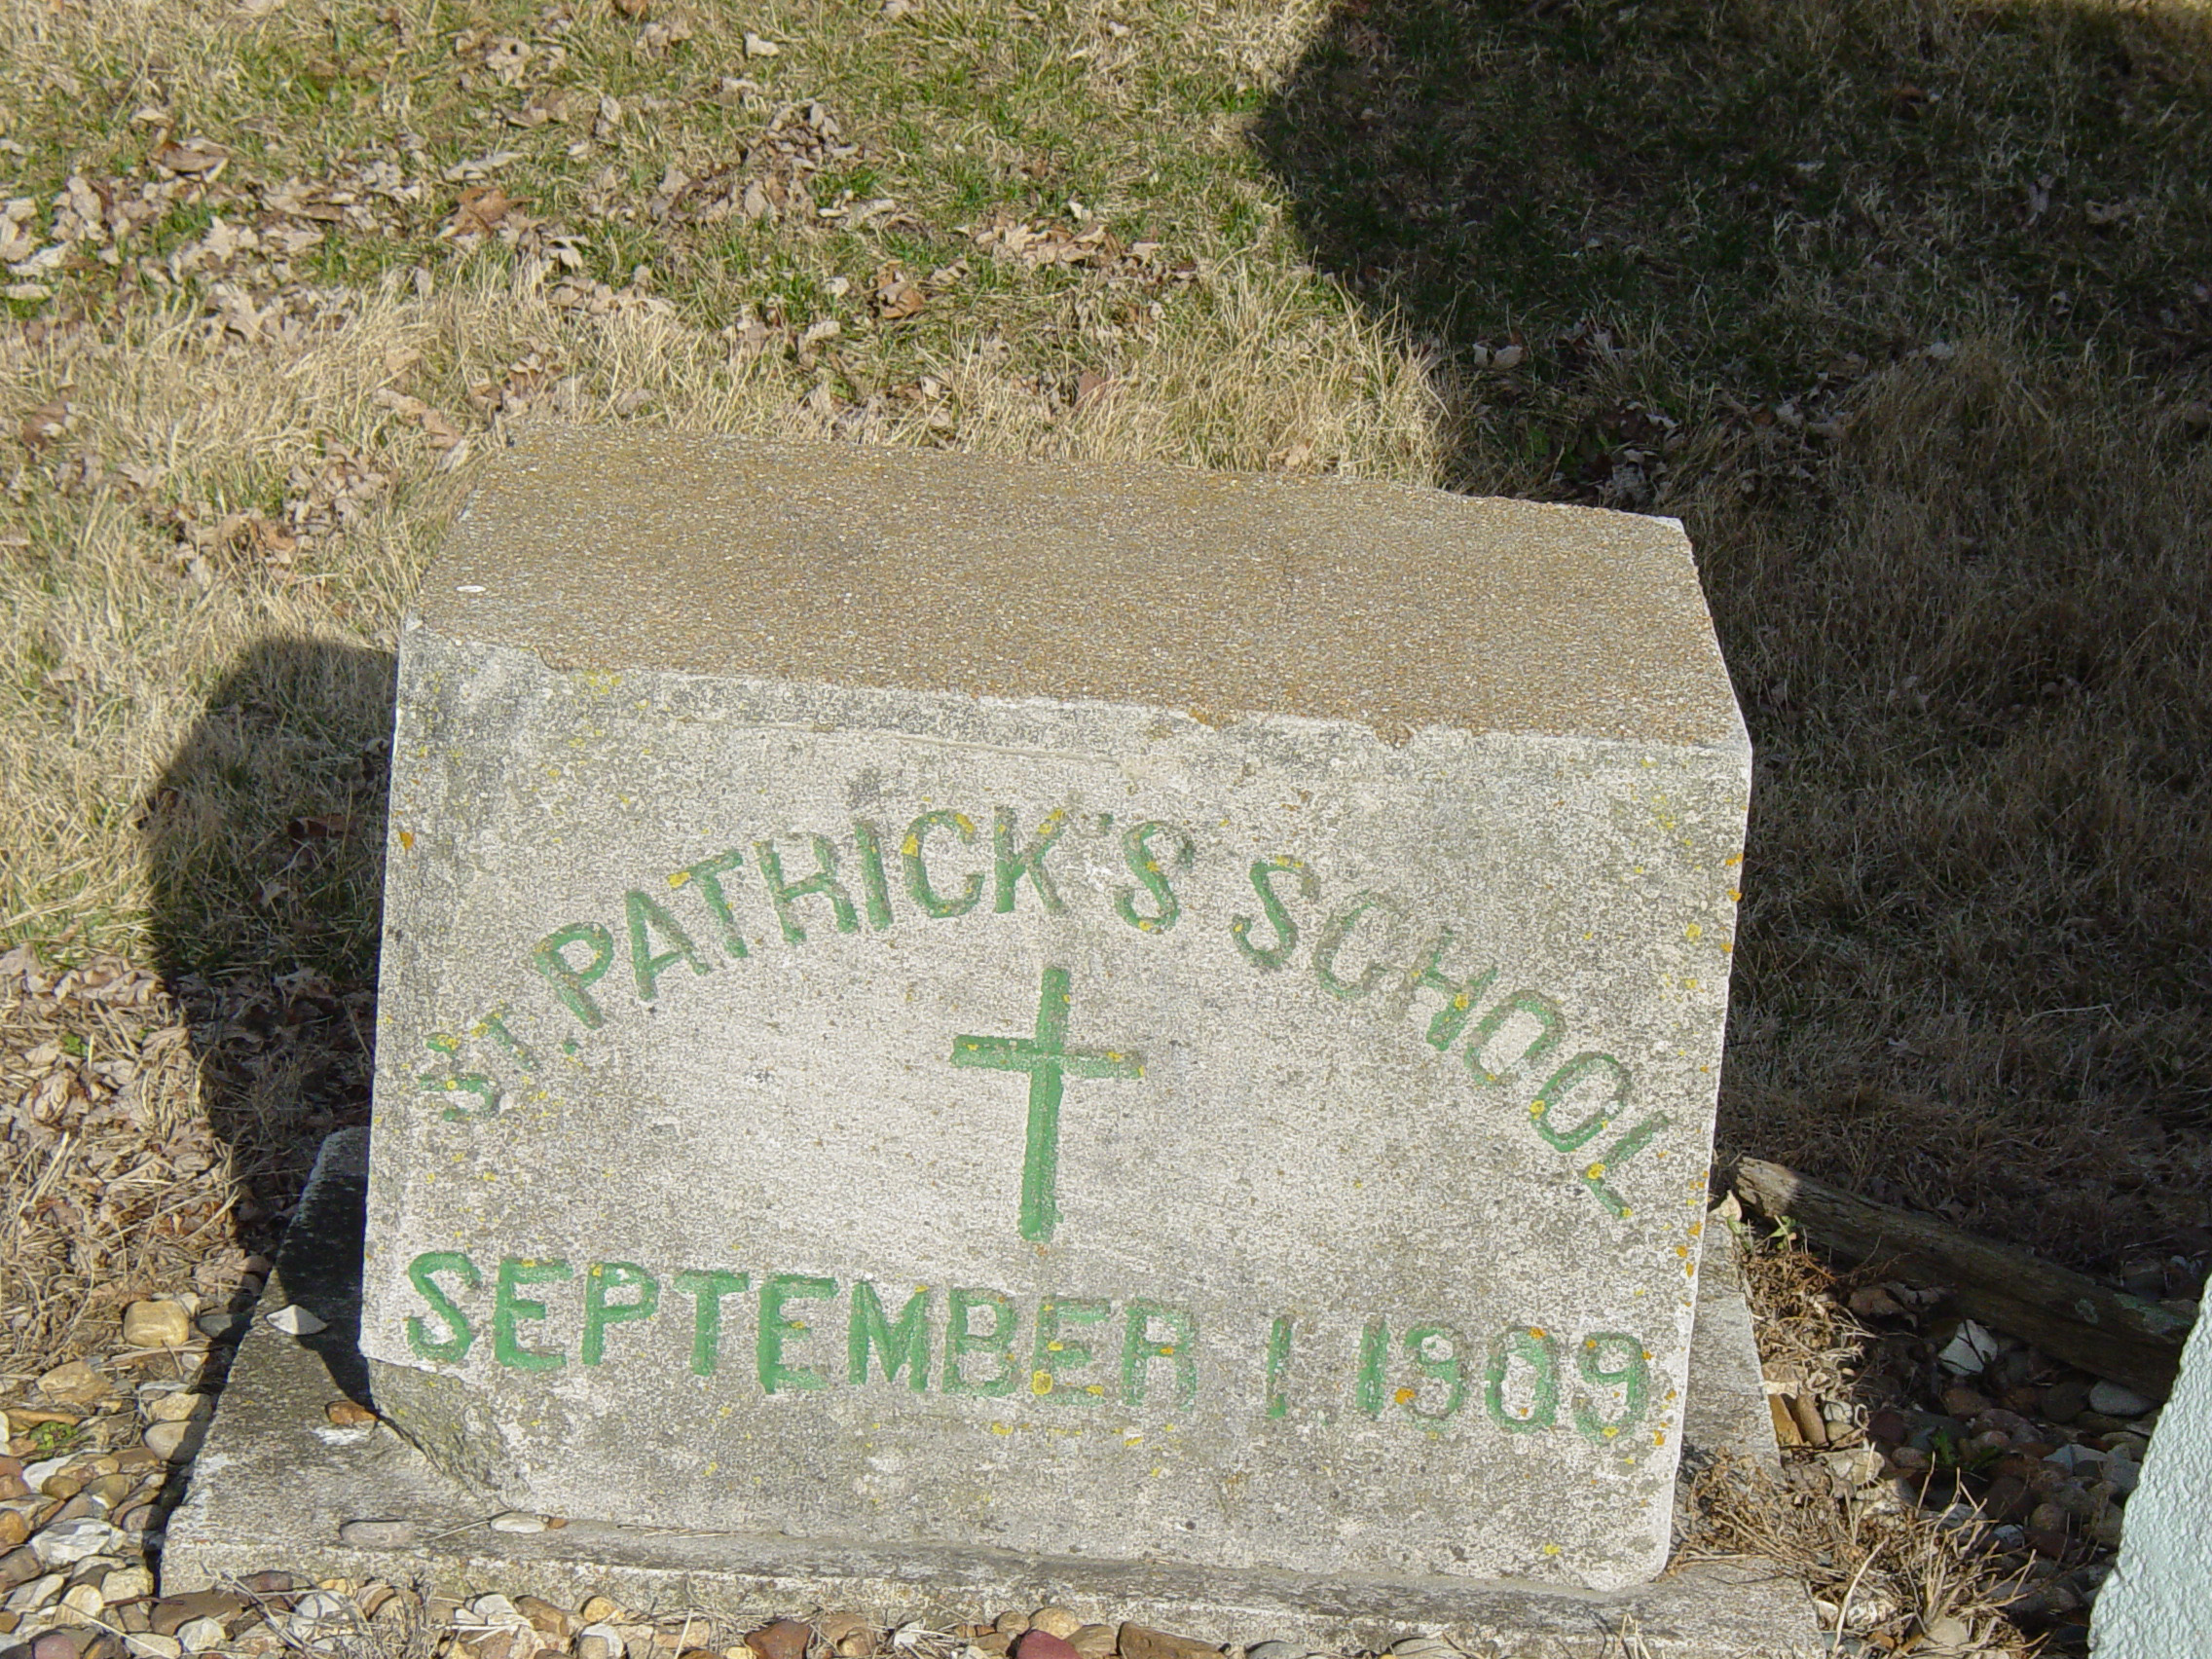 ST. PATRICK'S SCHOOL
SEPTEMBER 1, 1909